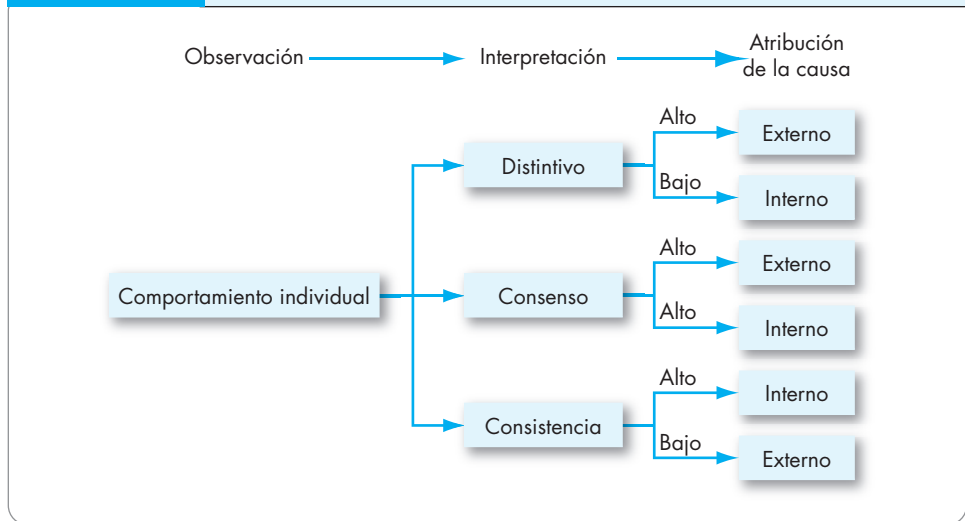 Observación
Interpretación
Atribución
de la causa
Comportamiento individual
Distintivo
Alto
Externo
Bajo
Interno
Consenso
Alto
Externo
Alto
Interno
Consistencia
Alto
Interno
Bajo
Externo